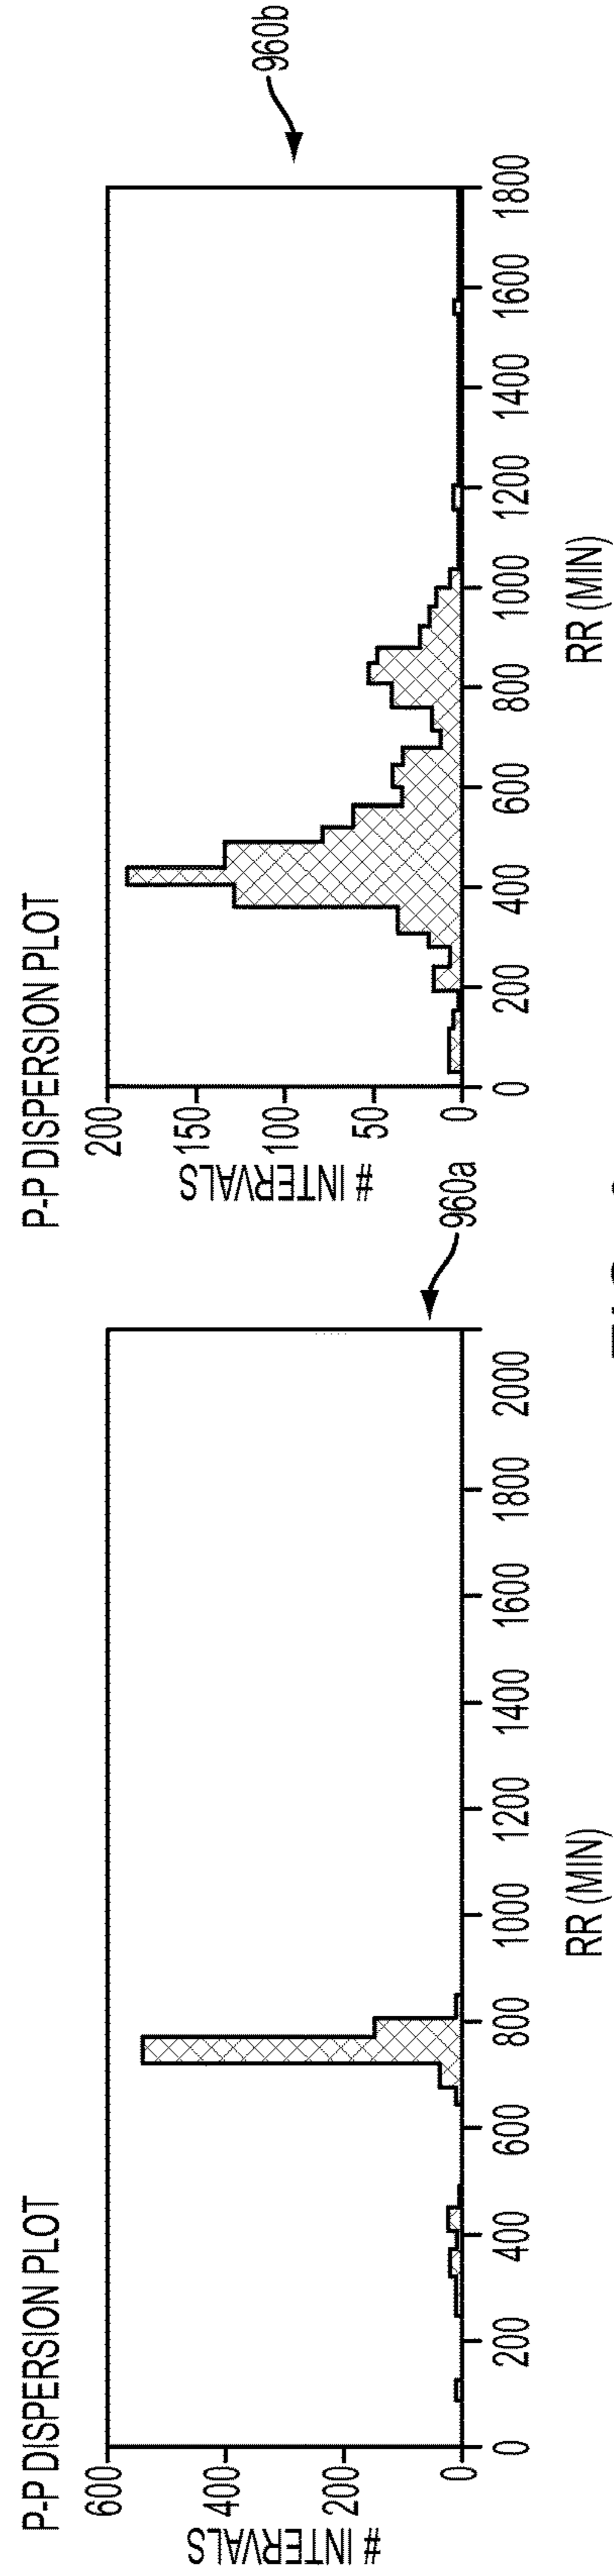 P-P DISPERSION PLOT
# INTERVALS
600
400
200
0
0 200 400 600 800 1000 1200 1400 1600 1800 2000
RR (MIN)
960a
P-P DISPERSION PLOT
# INTERVALS
200
150
100
50
0
0 200 400 600 800 1000 1200 1400 1600 1800
RR (MIN)
960b